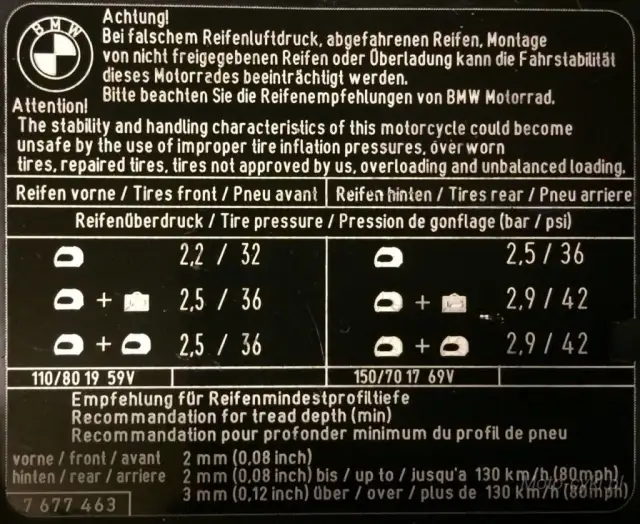 BMW
Achtung!
Bei falschem Reifenluftdruck, abgefahrenen Reifen, Montage
von nicht freigegebenen Reifen oder Überladung kann die Fahrstabilität
dieses Motorrades beeinträchtigt werden.
Bitte beachten Sie die Reifenempfehlungen von BMW Motorrad.
Attention!
The stability and handling characteristics of this motorcycle could become
unsafe by the use of improper tire inflation pressures, over worn
tires, repaired tires, tires not approved by us, overloading and unbalanced loading.
Reifen vorne / Tires front / Pneu avant Reifen hinten / Tires rear / Pneu arriere
Reifenüberdruck / Tire pressure / Pression de gonflage (bar / psi)
2,2 / 32 2,5 / 36
+ 2,5 / 36 + 2,9 / 42
+ 2,5 / 36 + 2,9 / 42
110/80 19 59V 150/70 17 69V
Empfehlung für Reifenmindestprofiltiefe
Recommandation for tread depth (min)
Recommandation pour profonder minimum du profil de pneu
vorne / front / avant 2 mm (0,08 inch)
hinten / rear / arriere 2 mm (0,08 inch) bis / up to / jusqu'a 130 km/h (80mph)
3 mm (0,12 inch) über / over / plus de 130 km/h (80mph)
7 677 463